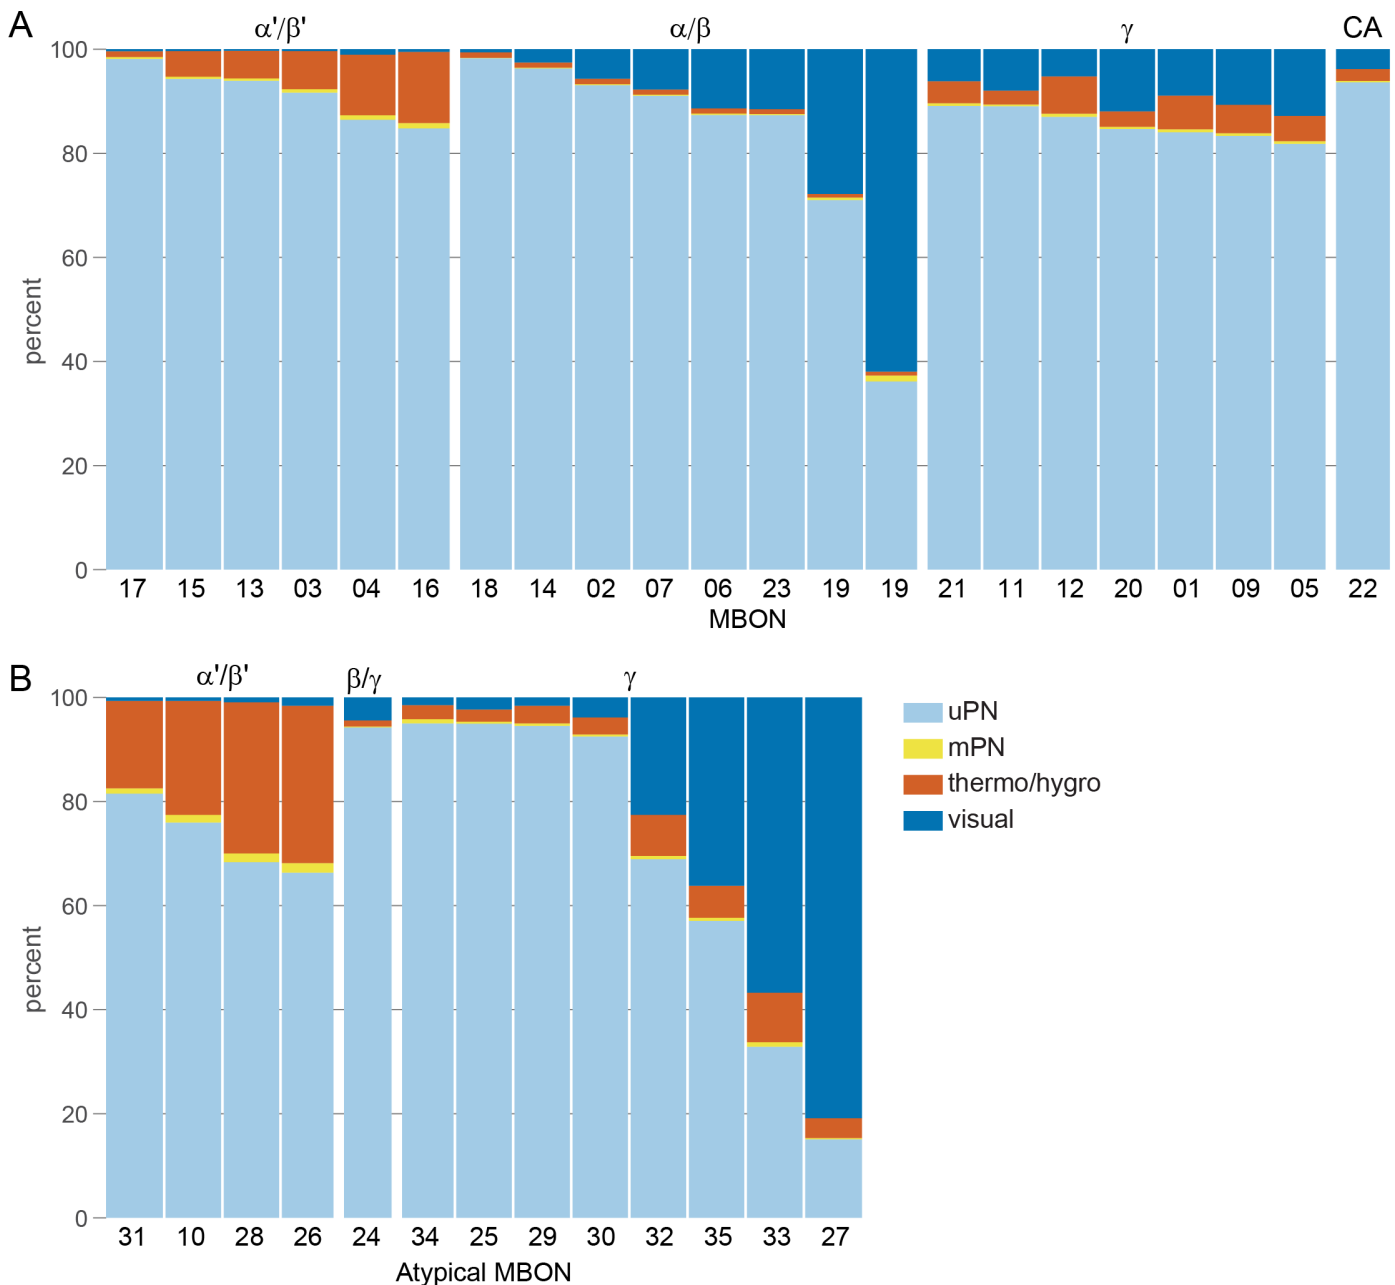 A
α'/β' α/β γ CA
100
80
60
40
20
0
percent
17 15 13 03 04 16 18 14 02 07 06 23 19 19 21 11 12 20 01 09 05 22
MBON
B
α'/β' β/γ γ
100
80
60
40
20
0
percent
31 10 28 26 24 34 25 29 30 32 35 33 27
Atypical MBON
uPN
mPN
thermo/hygro
visual